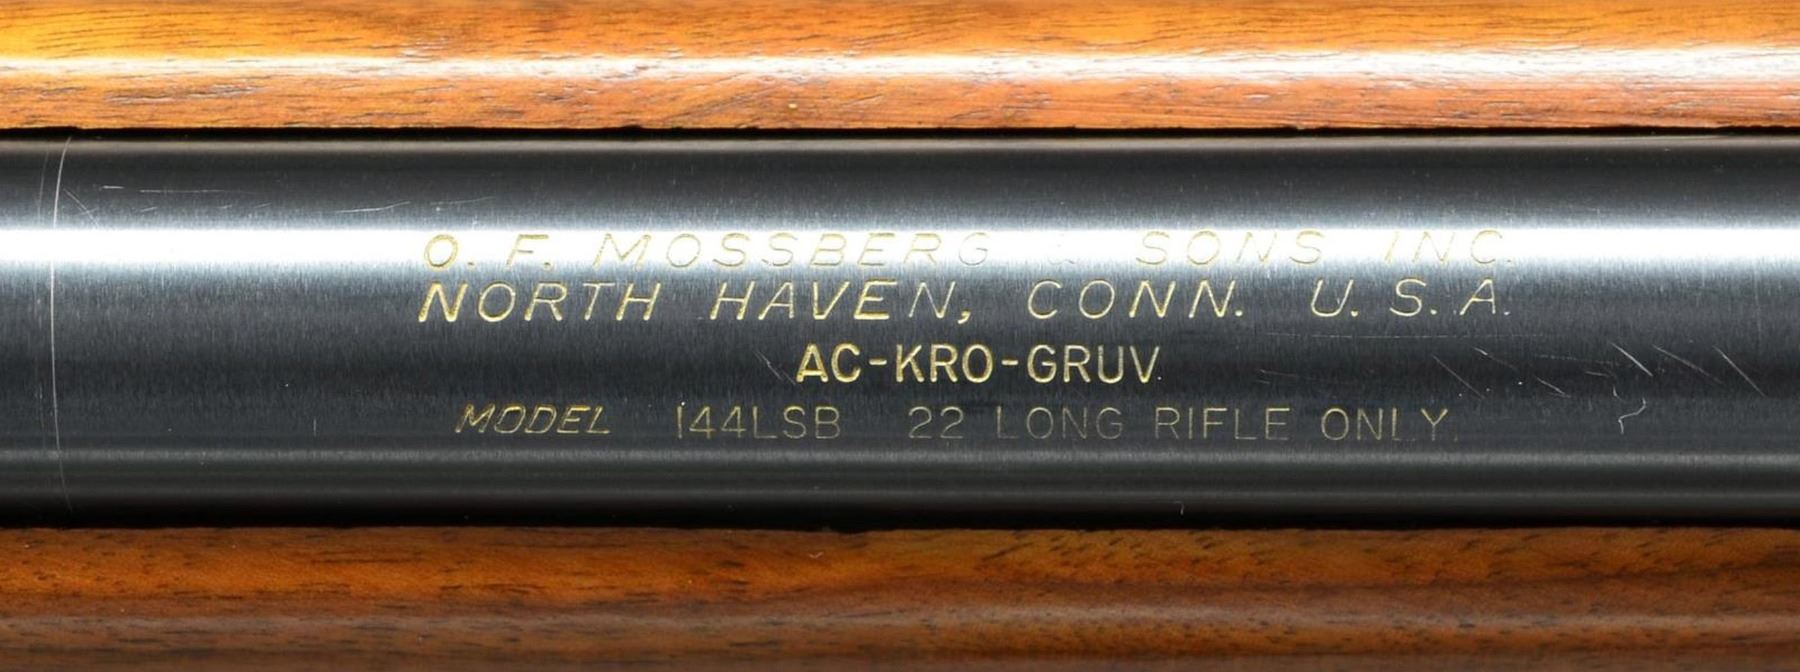 O. F. MOSSBERG & SONS INC.
NORTH HAVEN, CONN. U.S.A.
AC-KRO-GRUV
MODEL 144LSB 22 LONG RIFLE ONLY.